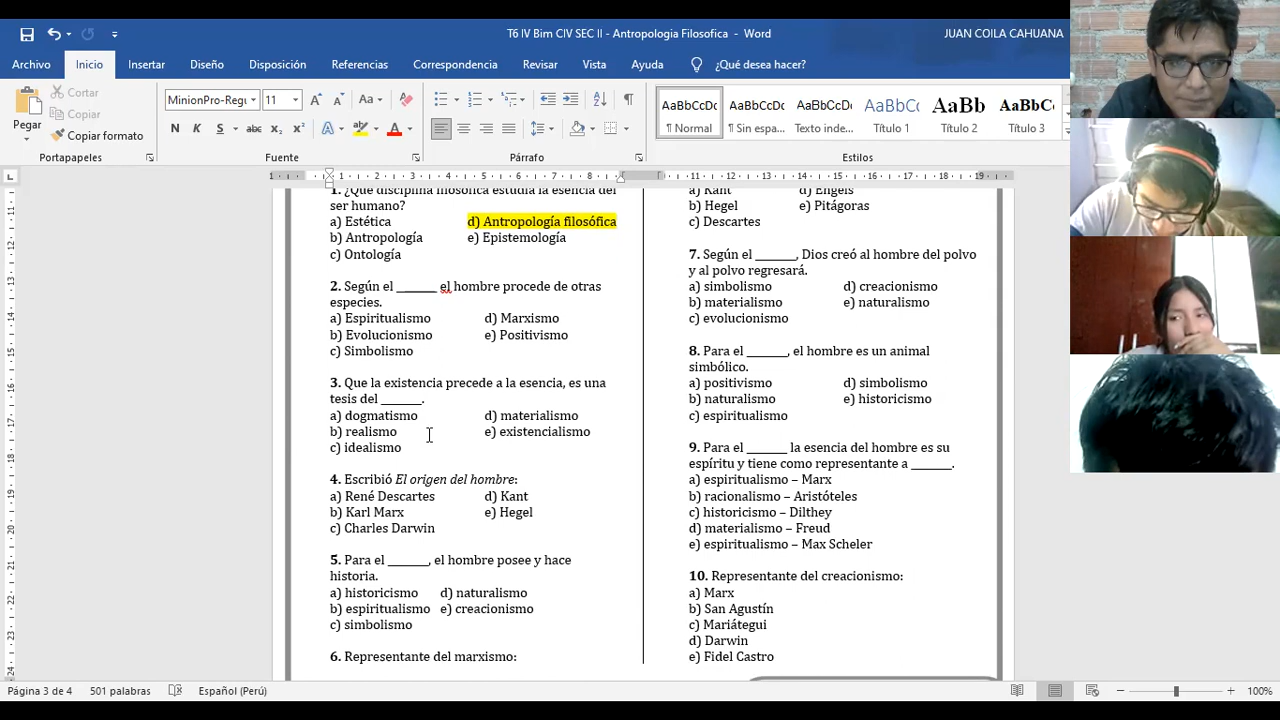 T6 IV Bim CIV SEC II - Antropologia Filosofica - Word
JUAN COILA CAHUANA
Archivo
Inicio
Insertar
Diseño
Disposición
Referencias
Correspondencia
Revisar
Vista
Ayuda
¿Qué desea hacer?
Pegar
Cortar
Copiar
Copiar formato
Portapapeles
MinionPro-Regu
11
Fuente
Párrafo
AaBbCcDc
¶ Normal
AaBbCcDc
¶ Sin espa...
AaBbCcDc
Texto inde...
AaBbCc
Título 1
AaBb
Título 2
AaBbC
Título 3
Estilos
1. ¿Qué disciplina filosófica estudia la esencia del
ser humano?
a) Estética d) Antropología filosófica
b) Antropología e) Epistemología
c) Ontología
2. Según el _______ el hombre procede de otras
especies.
a) Espiritualismo d) Marxismo
b) Evolucionismo e) Positivismo
c) Simbolismo
3. Que la existencia precede a la esencia, es una
tesis del _______.
a) dogmatismo d) materialismo
b) realismo e) existencialismo
c) idealismo
4. Escribió El origen del hombre:
a) René Descartes d) Kant
b) Karl Marx e) Hegel
c) Charles Darwin
5. Para el _______, el hombre posee y hace
historia.
a) historicismo d) naturalismo
b) espiritualismo e) creacionismo
c) simbolismo
6. Representante del marxismo:
a) Kant d) Engels
b) Hegel e) Pitágoras
c) Descartes
7. Según el _______, Dios creó al hombre del polvo
y al polvo regresará.
a) simbolismo d) creacionismo
b) materialismo e) naturalismo
c) evolucionismo
8. Para el _______, el hombre es un animal
simbólico.
a) positivismo d) simbolismo
b) naturalismo e) historicismo
c) espiritualismo
9. Para el _______ la esencia del hombre es su
espíritu y tiene como representante a _______.
a) espiritualismo – Marx
b) racionalismo – Aristóteles
c) historicismo – Dilthey
d) materialismo – Freud
e) espiritualismo – Max Scheler
10. Representante del creacionismo:
a) Marx
b) San Agustín
c) Mariátegui
d) Darwin
e) Fidel Castro
Página 3 de 4
501 palabras
Español (Perú)
100%